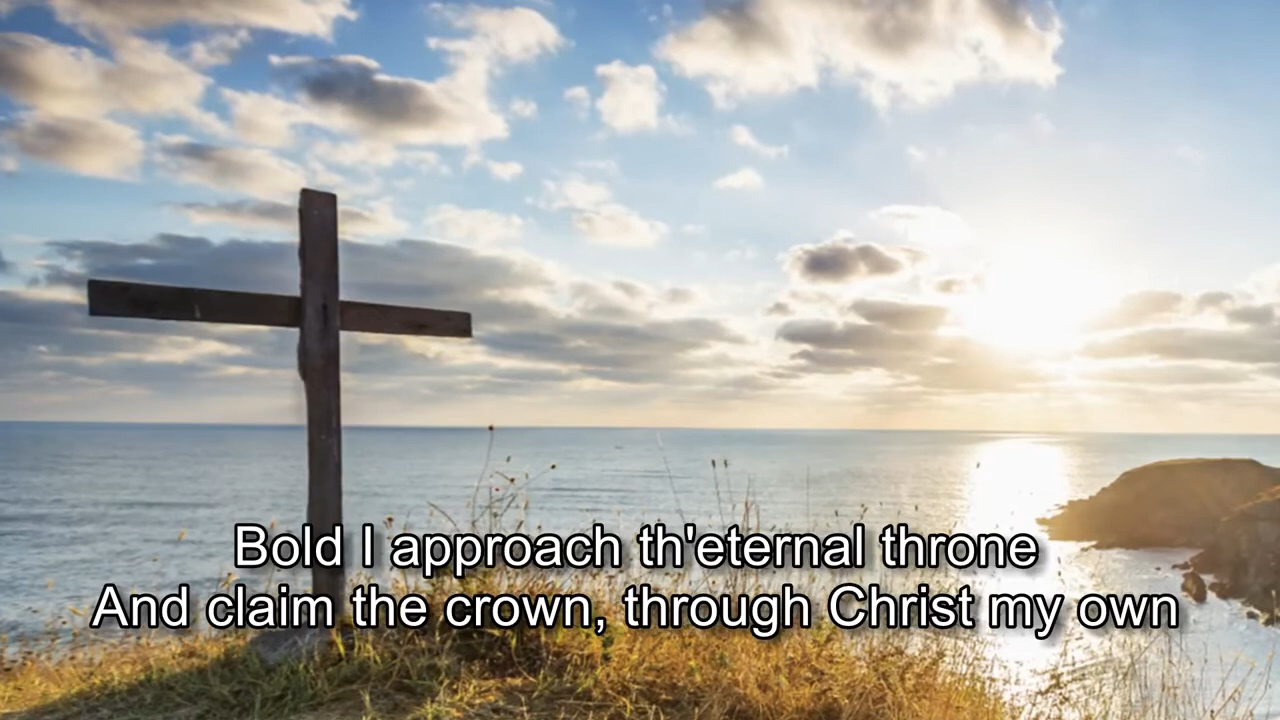 Bold I approach th'eternal throne
And claim the crown, through Christ my own